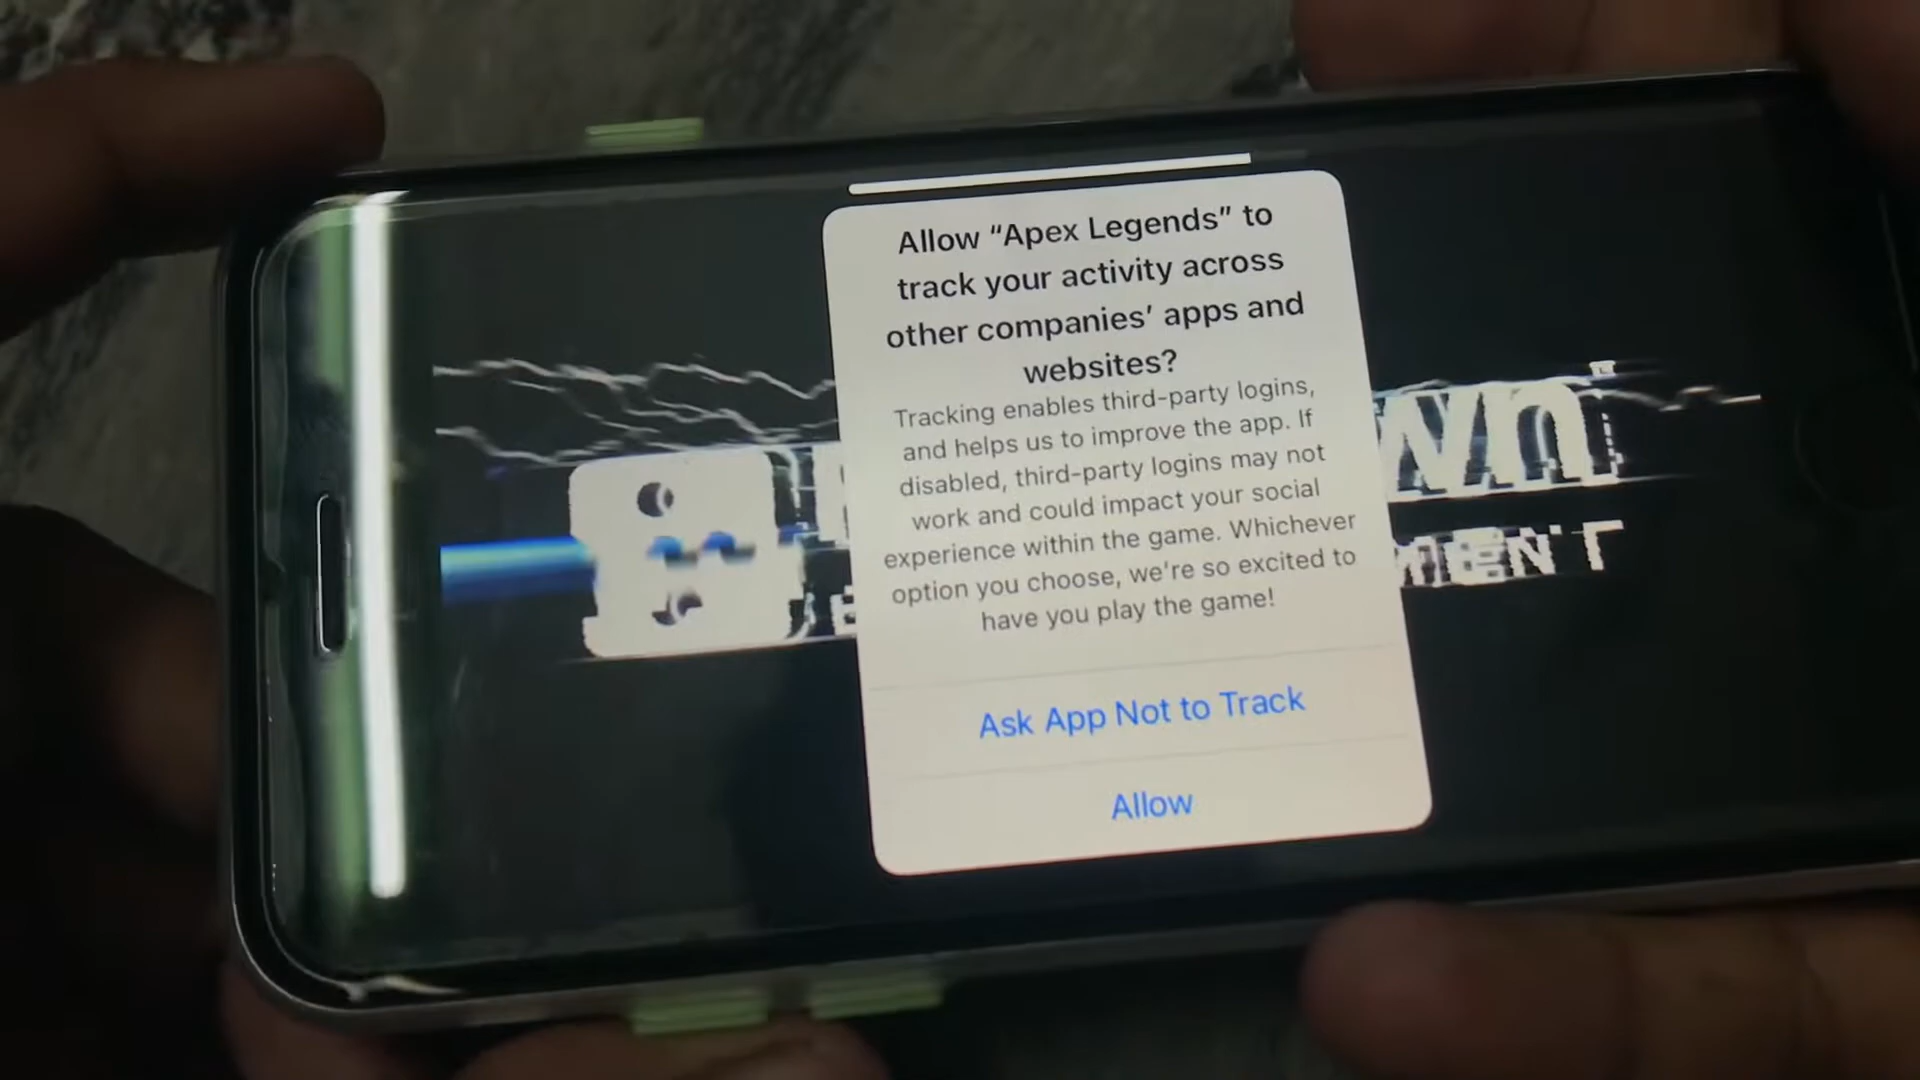 Allow “Apex Legends” to
track your activity across
other companies’ apps and
websites?
Tracking enables third-party logins,
and helps us to improve the app. If
disabled, third-party logins may not
work and could impact your social
experience within the game. Whichever
option you choose, we’re so excited to
have you play the game!
Ask App Not to Track
Allow